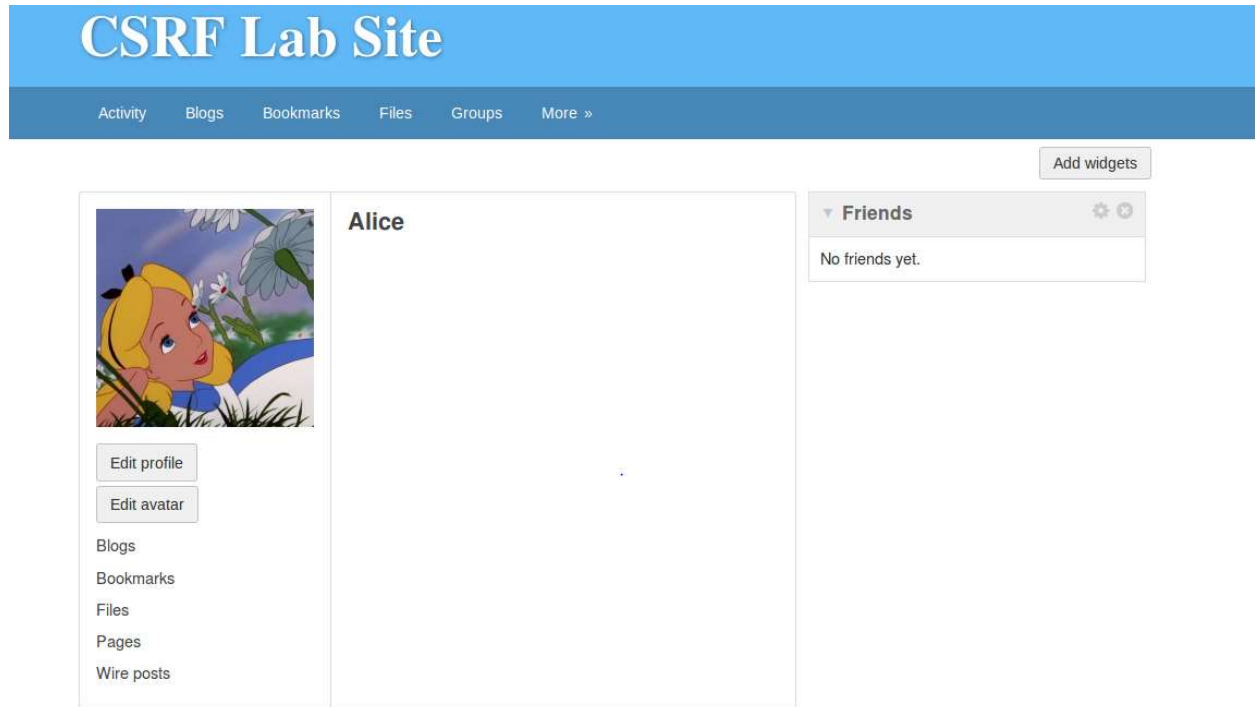 CSRF Lab Site
Activity Blogs Bookmarks Files Groups More »
Add widgets
Alice
Friends
No friends yet.
Edit profile
Edit avatar
Blogs
Bookmarks
Files
Pages
Wire posts